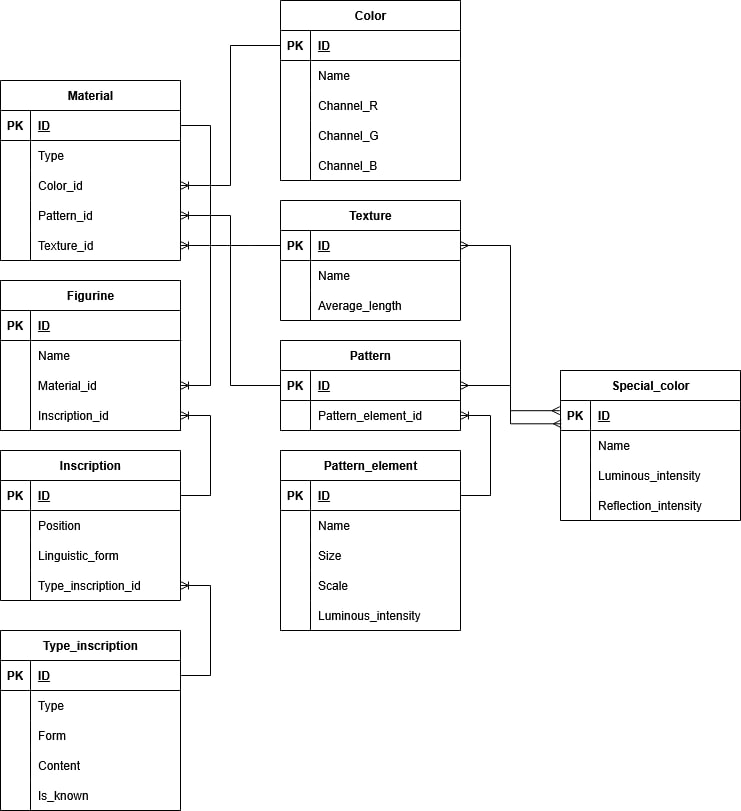 Color
PK ID
Name
Channel_R
Channel_G
Channel_B
Material
PK ID
Type
Color_id
Pattern_id
Texture_id
Texture
PK ID
Name
Average_length
Figurine
PK ID
Name
Material_id
Inscription_id
Pattern
PK ID
Pattern_element_id
Special_color
PK ID
Name
Luminous_intensity
Reflection_intensity
Inscription
PK ID
Position
Linguistic_form
Type_inscription_id
Pattern_element
PK ID
Name
Size
Scale
Luminous_intensity
Type_inscription
PK ID
Type
Form
Content
Is_known